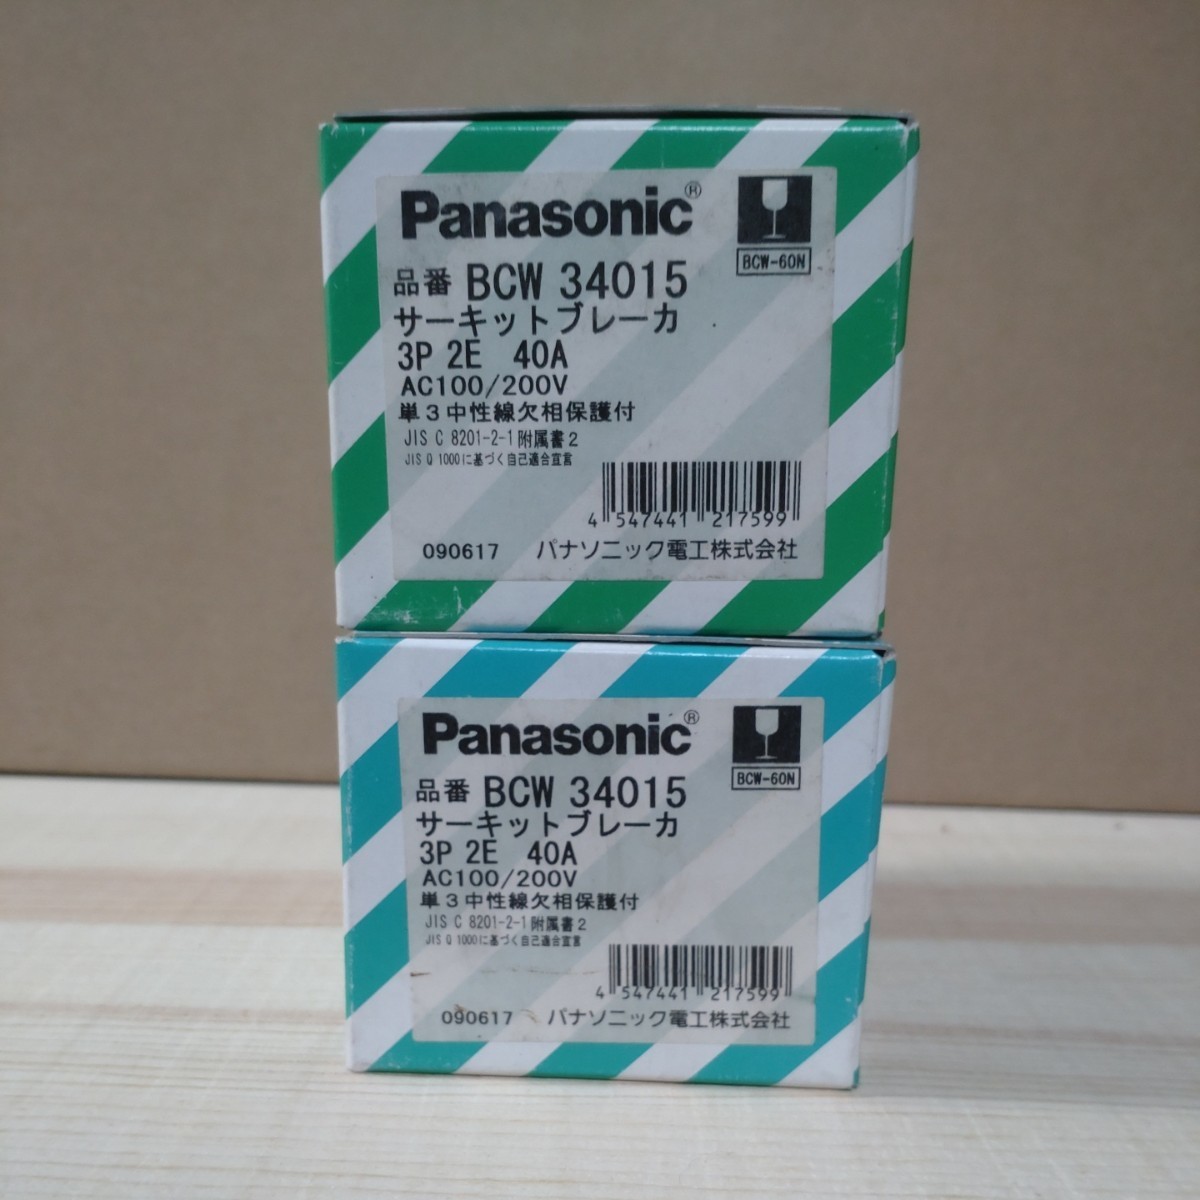 Panasonic®
BCW-60N
品番 BCW 34015
サーキットブレーカ
3P 2E 40A
AC100/200V
単3中性線欠相保護付
JIS C 8201-2-1 附属書2
JIS Q 1000に基づく自己適合宣言
4 547441 217599
090617 パナソニック電工株式会社
Panasonic®
BCW-60N
品番 BCW 34015
サーキットブレーカ
3P 2E 40A
AC100/200V
単3中性線欠相保護付
JIS C 8201-2-1 附属書2
JIS Q 1000に基づく自己適合宣言
4 547441 217599
090617 パナソニック電工株式会社